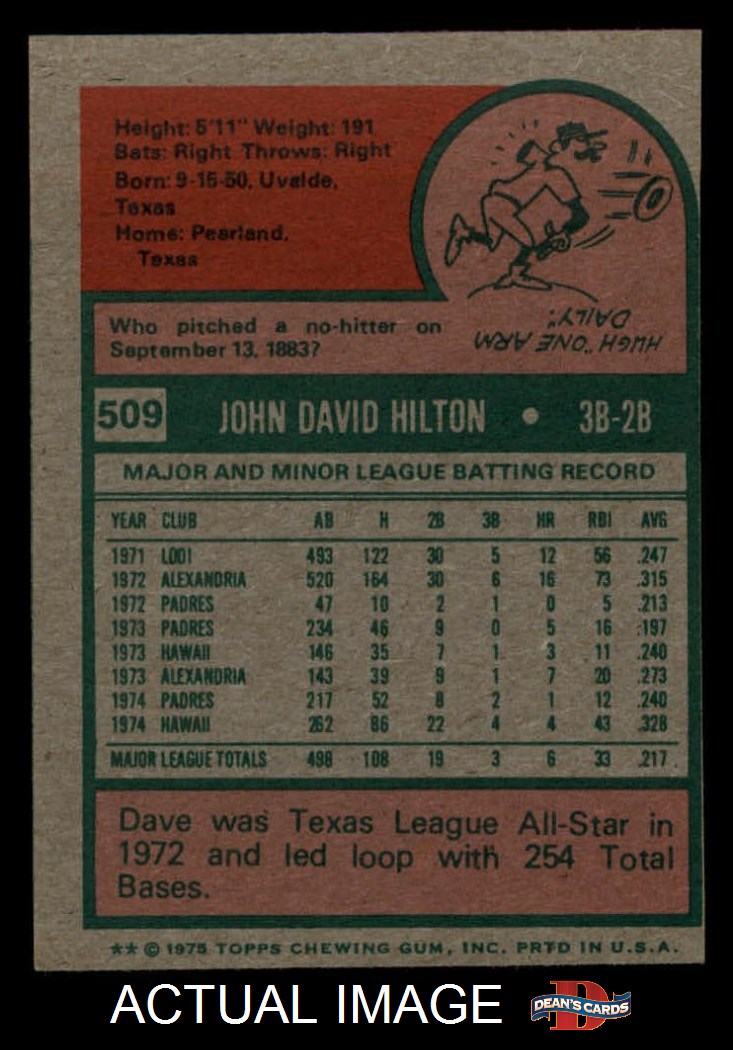 Height: 5'11" Weight: 191
Bats: Right Throws: Right
Born: 9-15-50, Uvalde,
Texas
Home: Pearland,
Texas
Who pitched a no-hitter on
September 13, 1883?
HUGH "ONE ARM
DAILY".
509 JOHN DAVID HILTON • 3B-2B
MAJOR AND MINOR LEAGUE BATTING RECORD
YEAR CLUB AB H 2B 3B HR RBI AVG
1971 LODI 493 122 30 5 12 56 .247
1972 ALEXANDRIA 520 164 30 6 16 73 .315
1972 PADRES 47 10 2 1 0 5 .213
1973 PADRES 234 46 9 0 5 16 .197
1973 HAWAII 146 35 7 1 3 11 .240
1973 ALEXANDRIA 143 39 9 1 7 20 .273
1974 PADRES 217 52 8 2 1 12 .240
1974 HAWAII 262 86 22 4 4 43 .328
MAJOR LEAGUE TOTALS 498 108 19 3 6 33 .217
Dave was Texas League All-Star in
1972 and led loop with 254 Total
Bases.
** © 1975 TOPPS CHEWING GUM, INC. PRTD IN U.S.A.
ACTUAL IMAGE
D
DEAN'S CARDS